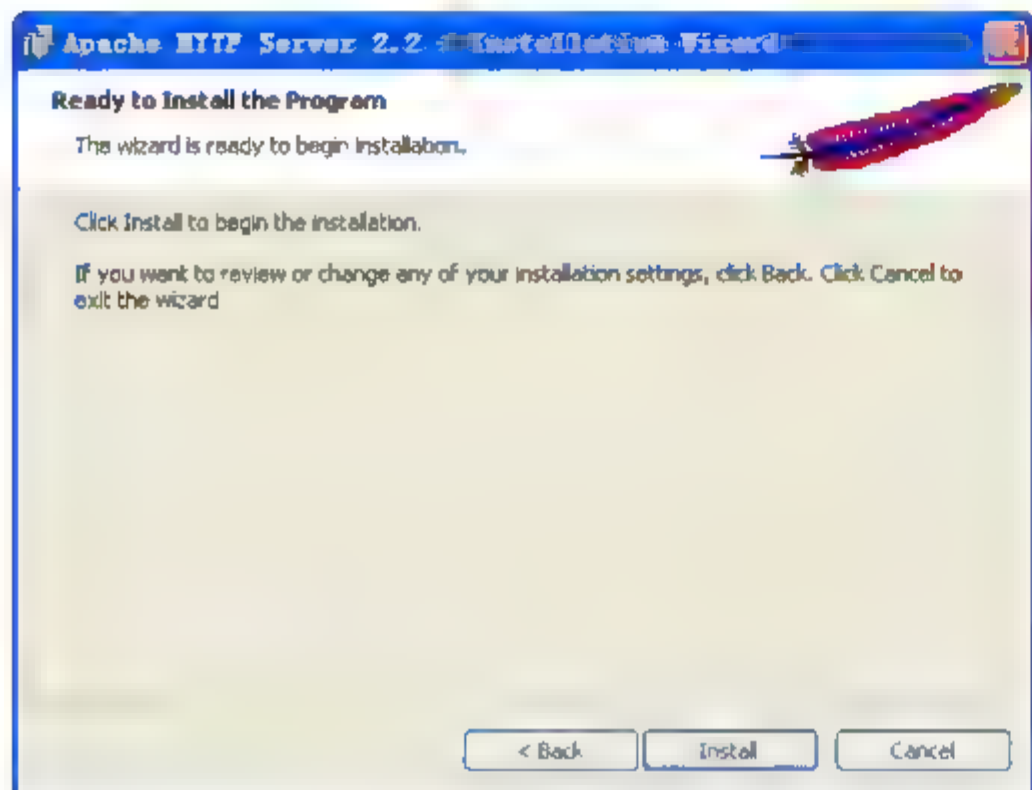 Apache HTTP Server 2.2 - Installation Wizard
Ready to Install the Program
The wizard is ready to begin installation.
Click Install to begin the installation.
If you want to review or change any of your installation settings, click Back. Click Cancel to
exit the wizard
< Back
Install
Cancel